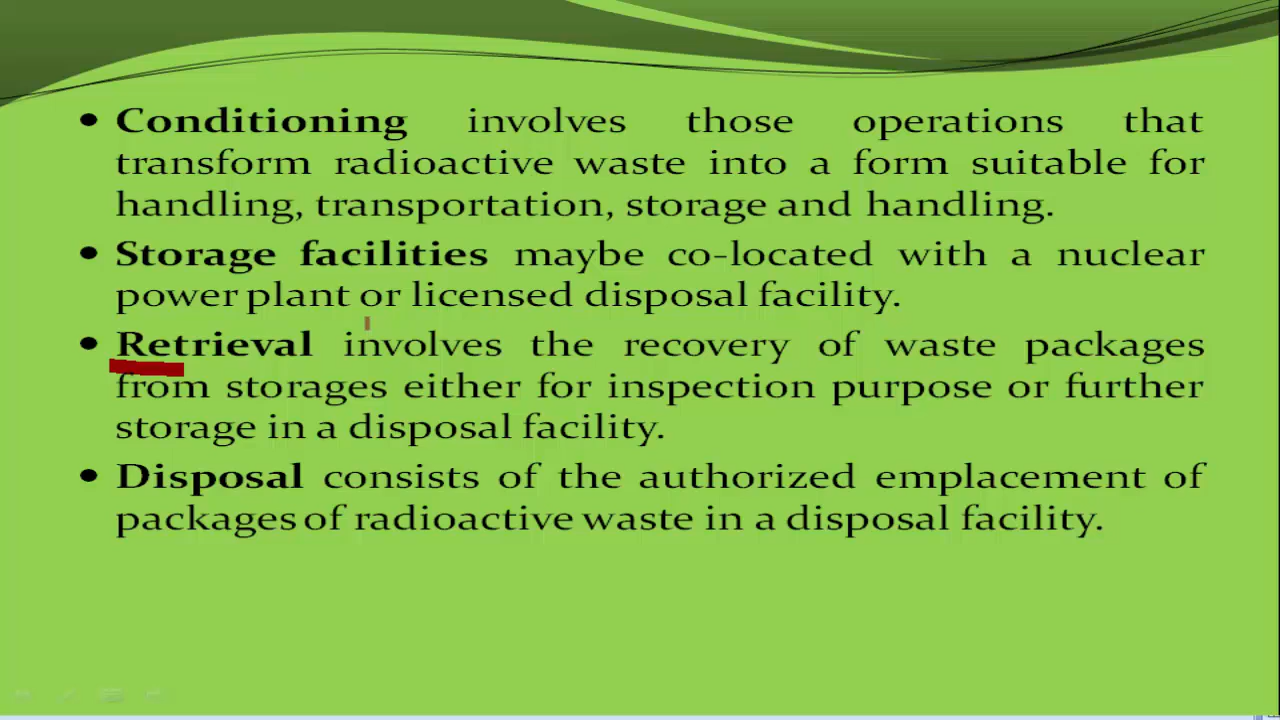 • Conditioning involves those operations that
transform radioactive waste into a form suitable for
handling, transportation, storage and handling.
• Storage facilities maybe co-located with a nuclear
power plant or licensed disposal facility.
• Retrieval involves the recovery of waste packages
from storages either for inspection purpose or further
storage in a disposal facility.
• Disposal consists of the authorized emplacement of
packages of radioactive waste in a disposal facility.